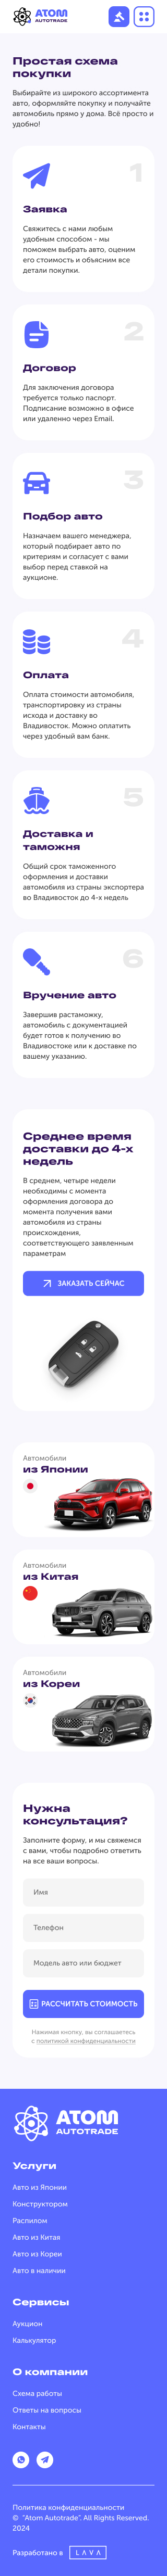 ATOM
AUTOTRADE
Простая схема
покупки
Выбирайте из широкого ассортимента
авто, оформляйте покупку и получайте
автомобиль прямо у дома. Всё просто и
удобно!
1
Заявка
Свяжитесь с нами любым
удобным способом - мы
поможем выбрать авто, оценим
его стоимость и объясним все
детали покупки.
2
Договор
Для заключения договора
требуется только паспорт.
Подписание возможно в офисе
или удаленно через Email.
3
Подбор авто
Назначаем вашего менеджера,
который подбирает авто по
критериям и согласует с вами
выбор перед ставкой на
аукционе.
4
Оплата
Оплата стоимости автомобиля,
транспортировку из страны
исхода и доставку во
Владивосток. Можно оплатить
через удобный вам банк.
5
Доставка и
таможня
Общий срок таможенного
оформления и доставки
автомобиля из страны экспортера
во Владивосток до 4-х недель
6
Вручение авто
Завершив растаможку,
автомобиль с документацией
будет готов к получению во
Владивостоке или к доставке по
вашему указанию.
Среднее время
доставки до 4-х
недель
В среднем, четыре недели
необходимы с момента
оформления договора до
момента получения вами
автомобиля из страны
происхождения,
соответствующего заявленным
параметрам
ЗАКАЗАТЬ СЕЙЧАС
Автомобили
из Японии
Автомобили
из Китая
Автомобили
из Кореи
Нужна
консультация?
Заполните форму, и мы свяжемся
с вами, чтобы подробно ответить
на все ваши вопросы.
Имя
Телефон
Модель авто или бюджет
РАССЧИТАТЬ СТОИМОСТЬ
Нажимая кнопку, вы соглашаетесь
с политикой конфиденциальности
ATOM
AUTOTRADE
Услуги
Авто из Японии
Конструктором
Распилом
Авто из Китая
Авто из Кореи
Авто в наличии
Сервисы
Аукцион
Калькулятор
О компании
Схема работы
Ответы на вопросы
Контакты
Политика конфиденциальности
© "Atom Autotrade". All Rights Reserved.
2024
Разработано в LAVA